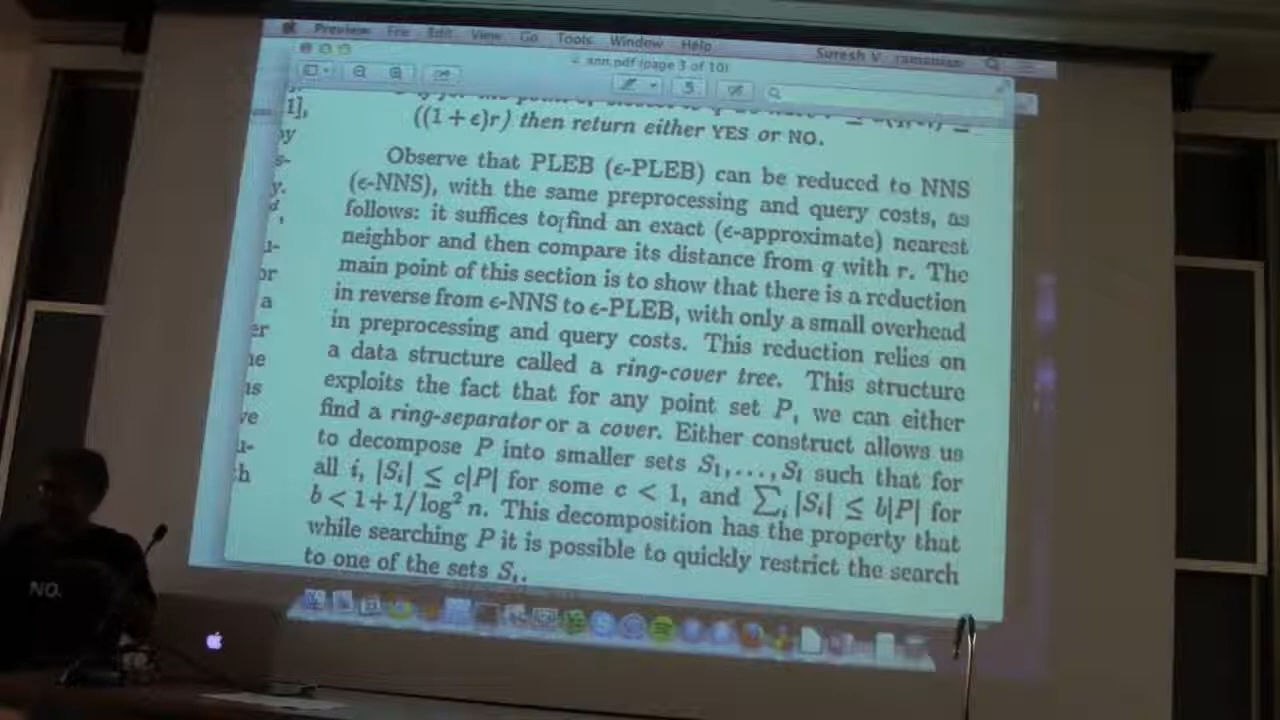 Preview File Edit View Go Tools Window Help Suresh V
ann.pdf (page 3 of 10)
((1 + ϵ)r) then return either YES or NO.
Observe that PLEB (ϵ-PLEB) can be reduced to NNS
(ϵ-NNS), with the same preprocessing and query costs, as
follows: it suffices to find an exact (ϵ-approximate) nearest
neighbor and then compare its distance from q with r. The
main point of this section is to show that there is a reduction
in reverse from ϵ-NNS to ϵ-PLEB, with only a small overhead
in preprocessing and query costs. This reduction relies on
a data structure called a ring-cover tree. This structure
exploits the fact that for any point set P, we can either
find a ring-separator or a cover. Either construct allows us
to decompose P into smaller sets S₁,...,Sₗ such that for
all i, |Sᵢ| ≤ c|P| for some c < 1, and ∑ᵢ |Sᵢ| ≤ b|P| for
b < 1+1/log² n. This decomposition has the property that
while searching P it is possible to quickly restrict the search
to one of the sets Sᵢ.
NO.